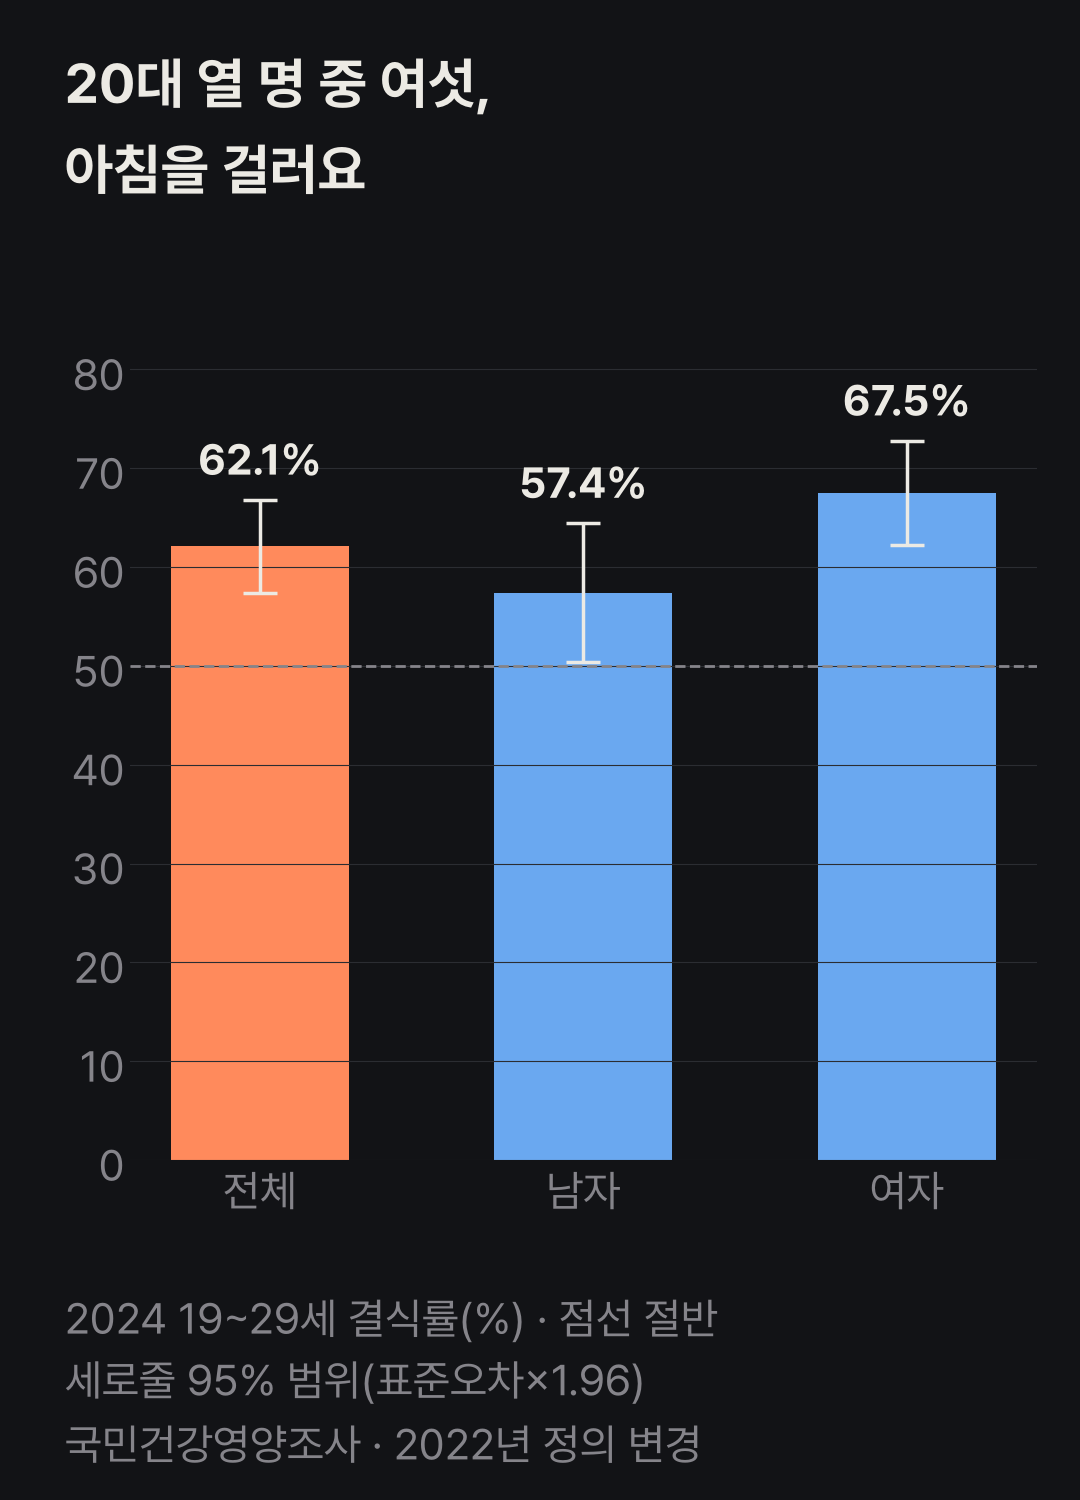 20대 열 명 중 여섯,
아침을 걸러요
80
70
60
50
40
30
20
10
0
62.1%
57.4%
67.5%
전체
남자
여자
2024 19~29세 결식률(%) · 점선 절반
세로줄 95% 범위(표준오차×1.96)
국민건강영양조사 · 2022년 정의 변경